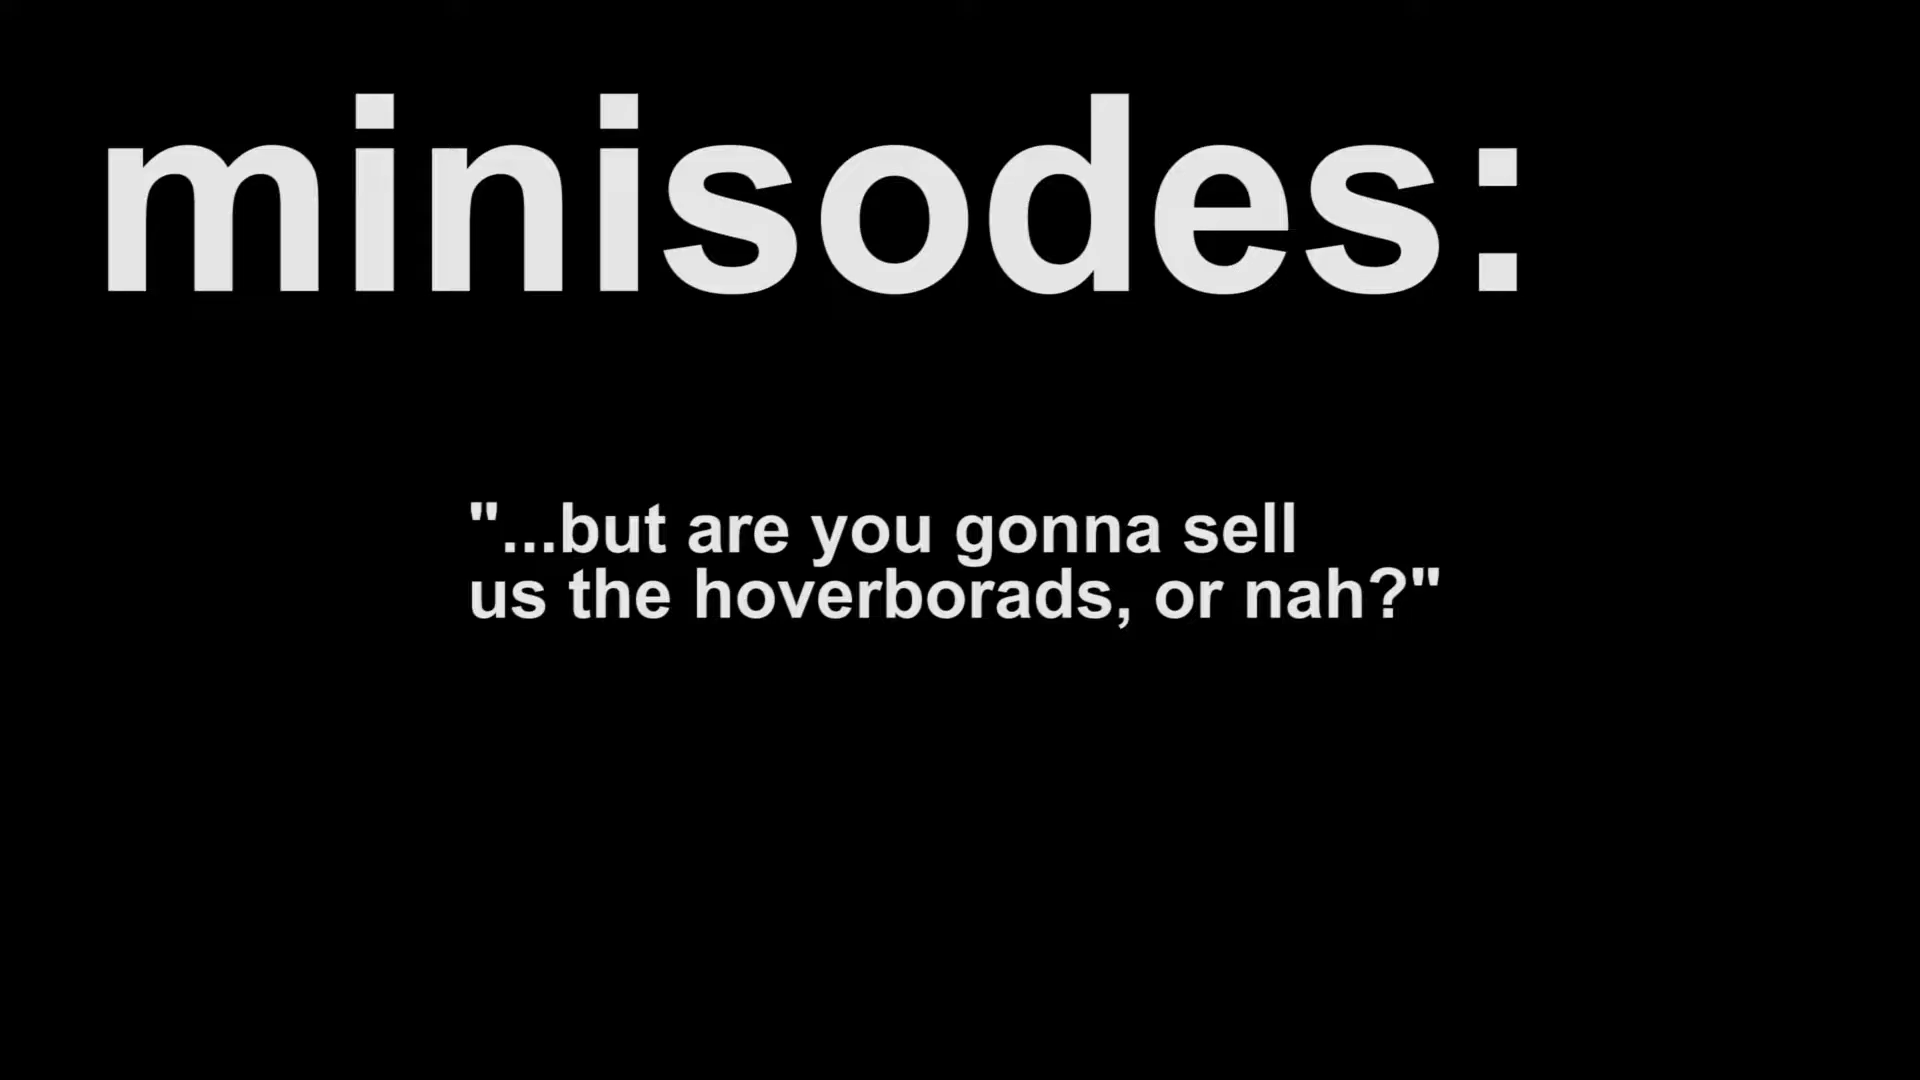 minisodes:
"...but are you gonna sell
us the hoverborads, or nah?"